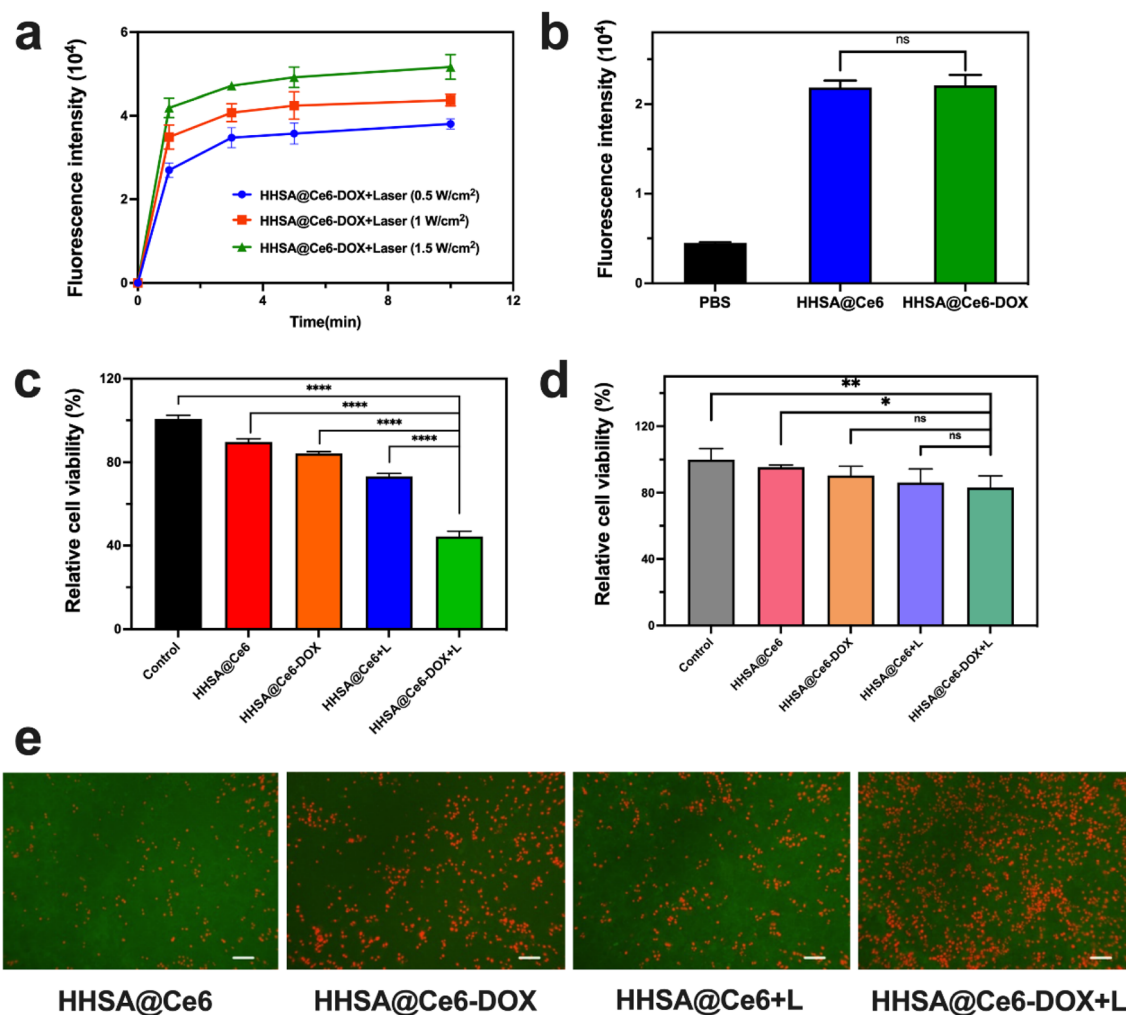 a
Fluorescence intensity (10⁴)
6
4
2
0
0
4
8
12
Time(min)
HHSA@Ce6-DOX+Laser (0.5 W/cm²)
HHSA@Ce6-DOX+Laser (1 W/cm²)
HHSA@Ce6-DOX+Laser (1.5 W/cm²)
b
Fluorescence intensity (10⁴)
2
1
0
ns
PBS
HHSA@Ce6
HHSA@Ce6-DOX
c
Relative cell viability (%)
120
80
40
0
****
****
****
****
Control
HHSA@Ce6
HHSA@Ce6-DOX
HHSA@Ce6+L
HHSA@Ce6-DOX+L
d
Relative cell viability (%)
120
80
40
0
**
*
ns
ns
Control
HHSA@Ce6
HHSA@Ce6-DOX
HHSA@Ce6+L
HHSA@Ce6-DOX+L
e
HHSA@Ce6
HHSA@Ce6-DOX
HHSA@Ce6+L
HHSA@Ce6-DOX+L